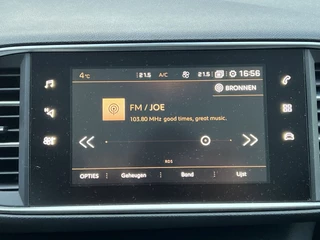 4°C 21.5 A/C 21.5 16:56
BRONNEN
FM / JOE
103.80 MHz good times, great music.
RDS
OPTIES Geheugen Band Lijst